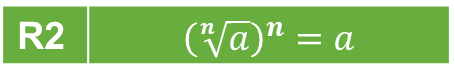 R2 (ⁿ√a)ⁿ = a